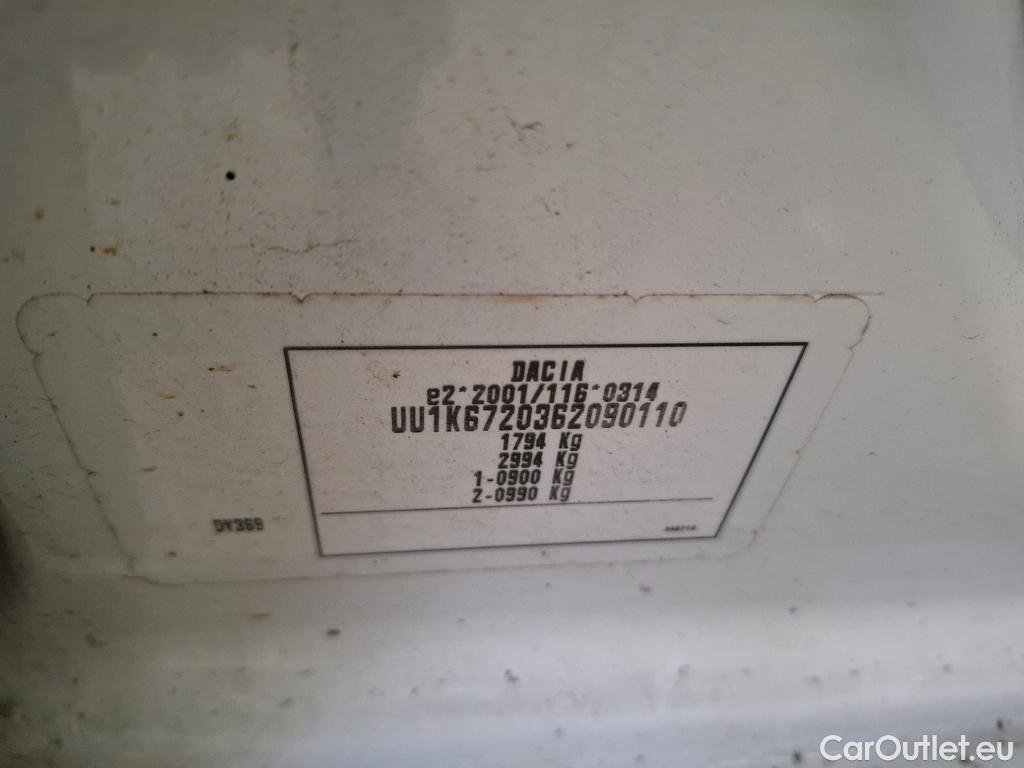 DACIA
e2*2001/116*0314
UU1K6720362090110
1794 Kg
2994 Kg
1-0900 Kg
2-0990 Kg
DV369
CarOutlet.eu